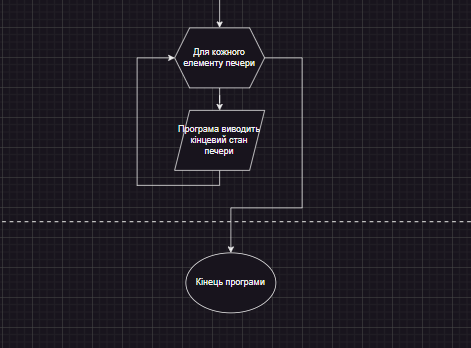 Для кожного
елементу печери
Програма виводить
кінцевий стан
печери
Кінець програми